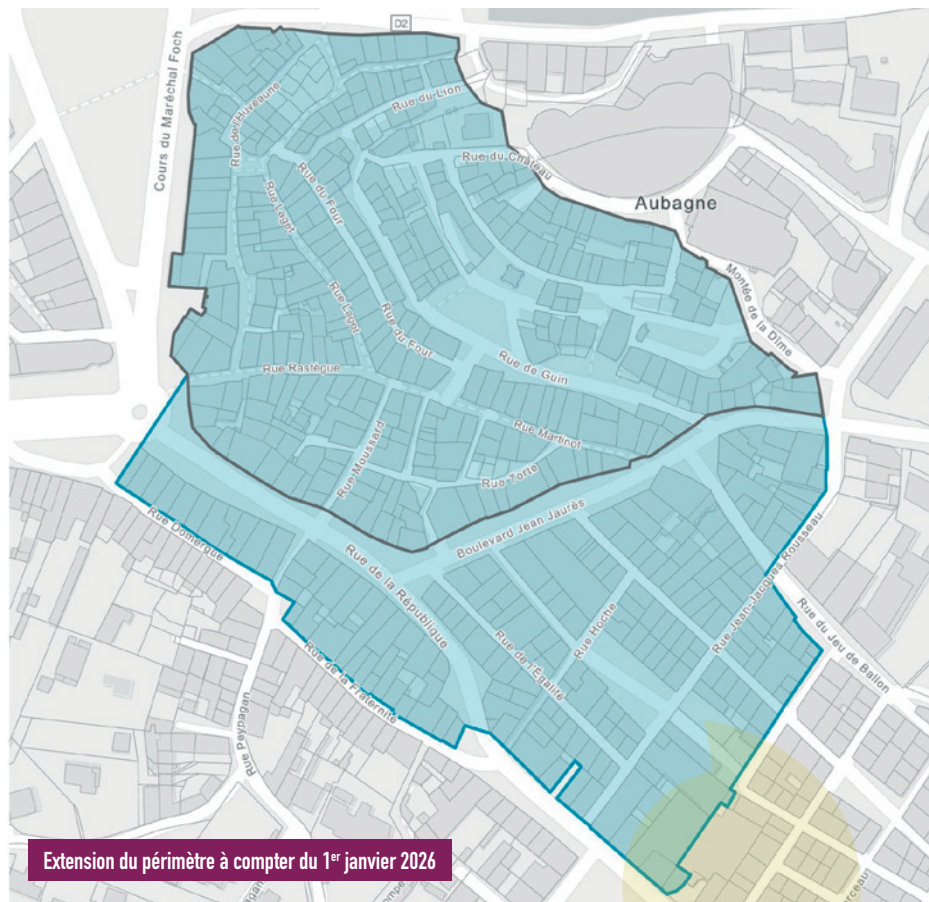 D2
Cours du Maréchal Foch
Rue de l'Huveaune
Rue du Lion
Rue du Château
Aubagne
Rue du Four
Rue Laget
Montée de la Dîme
Rue Laget
Rue du Four
Rue de Guin
Rue Rastègue
Rue Martinot
Rue Moussard
Rue Torte
Boulevard Jean Jaurès
Rue Domergue
Rue de la République
Rue Jean-Jacques Rousseau
Rue Hoche
Rue du Jeu de Ballon
Rue de l'Égalité
Rue de la Fraternité
Rue Peypagan
Extension du périmètre à compter du 1er janvier 2026